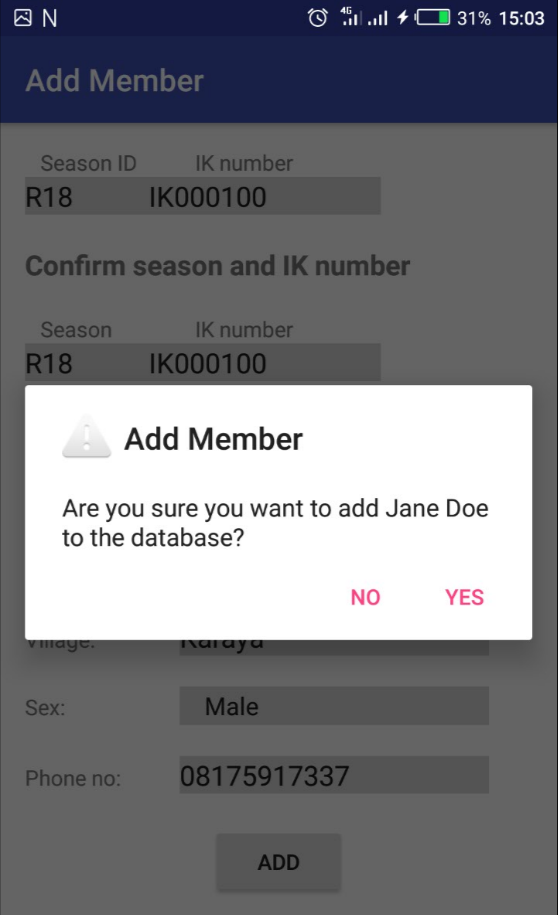 N 4G 31% 15:03
Add Member
Season ID IK number
R18 IK000100
Confirm season and IK number
Season IK number
R18 IK000100
Add Member
Are you sure you want to add Jane Doe
to the database?
NO YES
Village: Karaya
Sex: Male
Phone no: 08175917337
ADD